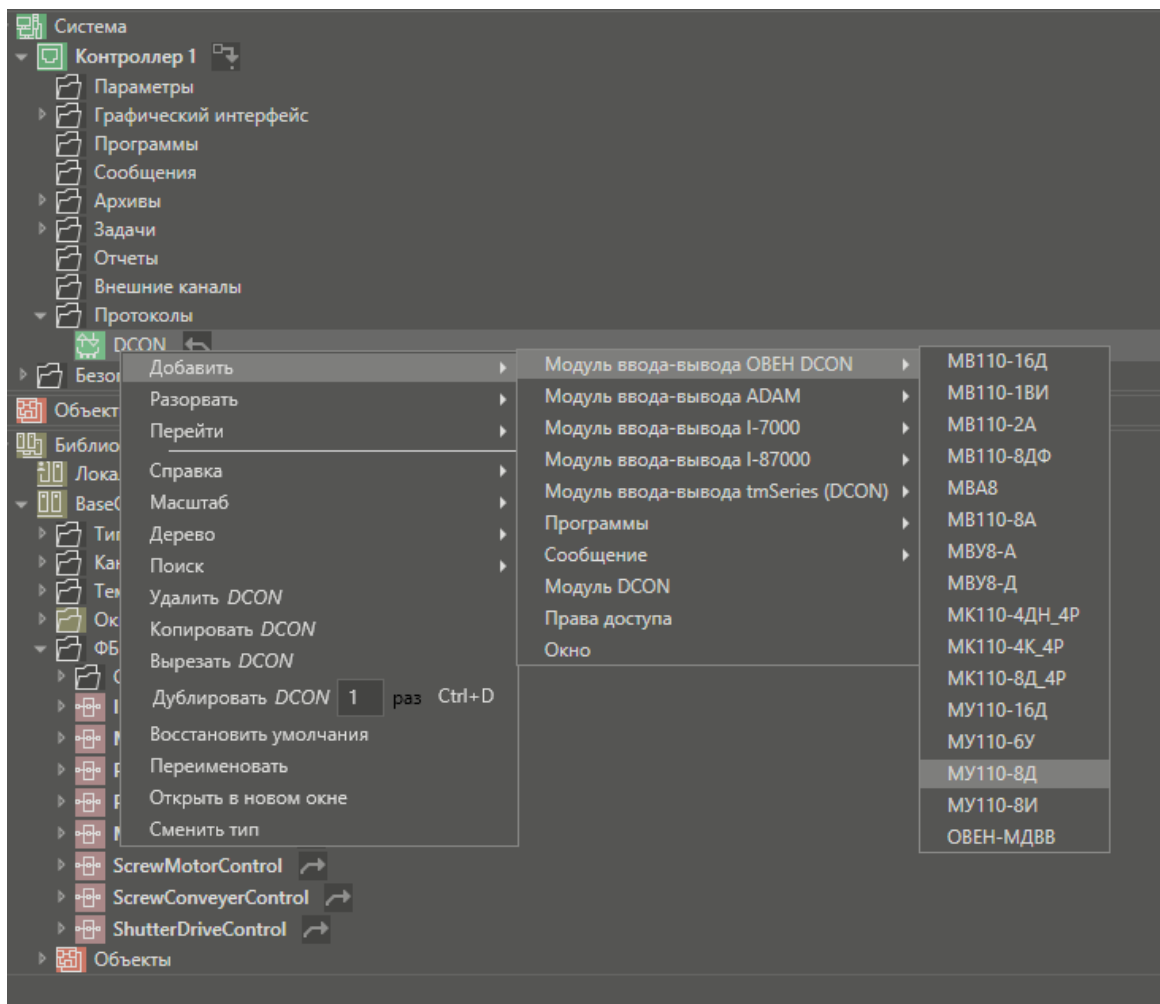 Система
Контроллер 1
Параметры
Графический интерфейс
Программы
Сообщения
Архивы
Задачи
Отчеты
Внешние каналы
Протоколы
DCON
Объект
ScrewMotorControl
ScrewConveyerControl
ShutterDriveControl
Объекты
Добавить
Разорвать
Перейти
Справка
Масштаб
Дерево
Поиск
Удалить DCON
Копировать DCON
Вырезать DCON
Дублировать DCON 1 раз Ctrl+D
Восстановить умолчания
Переименовать
Открыть в новом окне
Сменить тип
Модуль ввода-вывода ОВЕН DCON
Модуль ввода-вывода ADAM
Модуль ввода-вывода I-7000
Модуль ввода-вывода I-87000
Модуль ввода-вывода tmSeries (DCON)
Программы
Сообщение
Модуль DCON
Права доступа
Окно
МВ110-16Д
МВ110-1ВИ
МВ110-2А
МВ110-8ДФ
МВА8
МВ110-8А
МВУ8-А
МВУ8-Д
МК110-4ДН_4Р
МК110-4К_4Р
МК110-8Д_4Р
МУ110-16Д
МУ110-6У
МУ110-8Д
МУ110-8И
ОВЕН-МДВВ